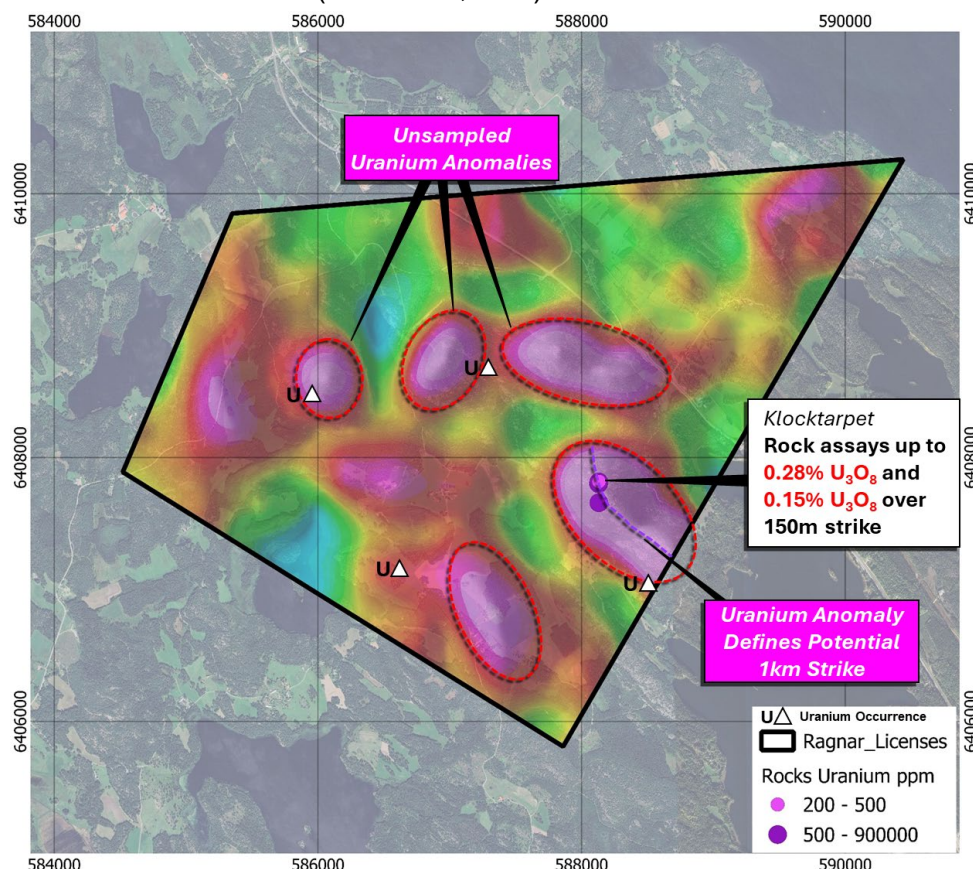 584000
586000
588000
590000
Unsampled
Uranium Anomalies
6410000
6410000
U
U
Klocktarpet
Rock assays up to
0.28% U₃O₈ and
0.15% U₃O₈ over
150m strike
6408000
6408000
U
U
Uranium Anomaly
Defines Potential
1km Strike
6406000
6406000
U Uranium Occurrence
Ragnar_Licenses
Rocks Uranium ppm
200 - 500
500 - 900000
584000
586000
588000
590000